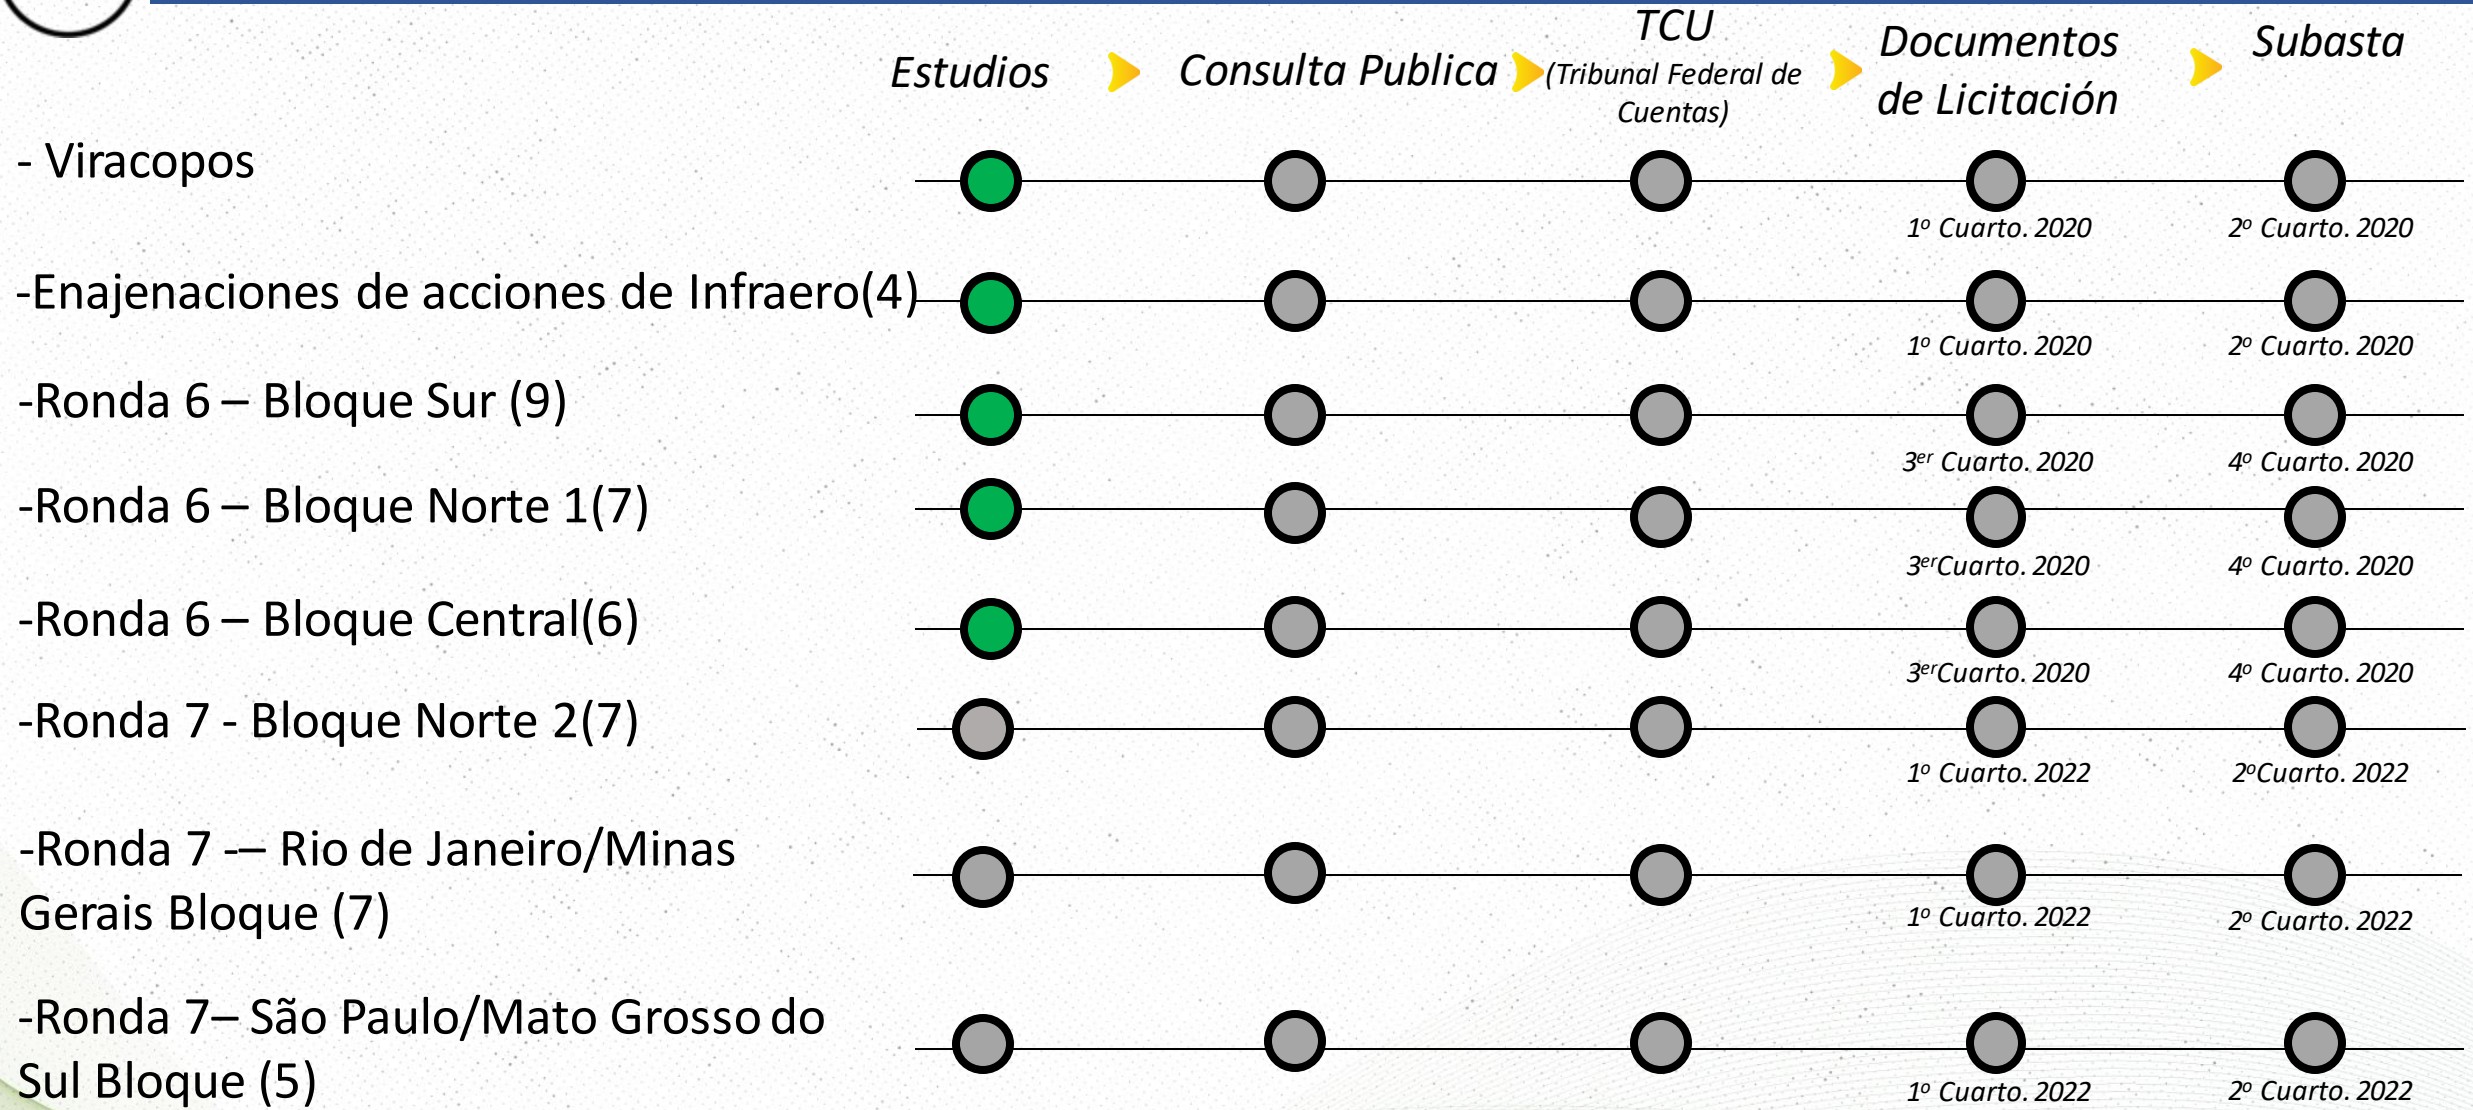 Estudios
Consulta Publica
TCU
(Tribunal Federal de
Cuentas)
Documentos
de Licitación
Subasta
- Viracopos
1º Cuarto. 2020
2º Cuarto. 2020
-Enajenaciones de acciones de Infraero(4)
1º Cuarto. 2020
2º Cuarto. 2020
-Ronda 6 – Bloque Sur (9)
3er Cuarto. 2020
4º Cuarto. 2020
-Ronda 6 – Bloque Norte 1(7)
3erCuarto. 2020
4º Cuarto. 2020
-Ronda 6 – Bloque Central(6)
3erCuarto. 2020
4º Cuarto. 2020
-Ronda 7 - Bloque Norte 2(7)
1º Cuarto. 2022
2ºCuarto. 2022
-Ronda 7 -– Rio de Janeiro/Minas
Gerais Bloque (7)
1º Cuarto. 2022
2º Cuarto. 2022
-Ronda 7– São Paulo/Mato Grosso do
Sul Bloque (5)
1º Cuarto. 2022
2º Cuarto. 2022